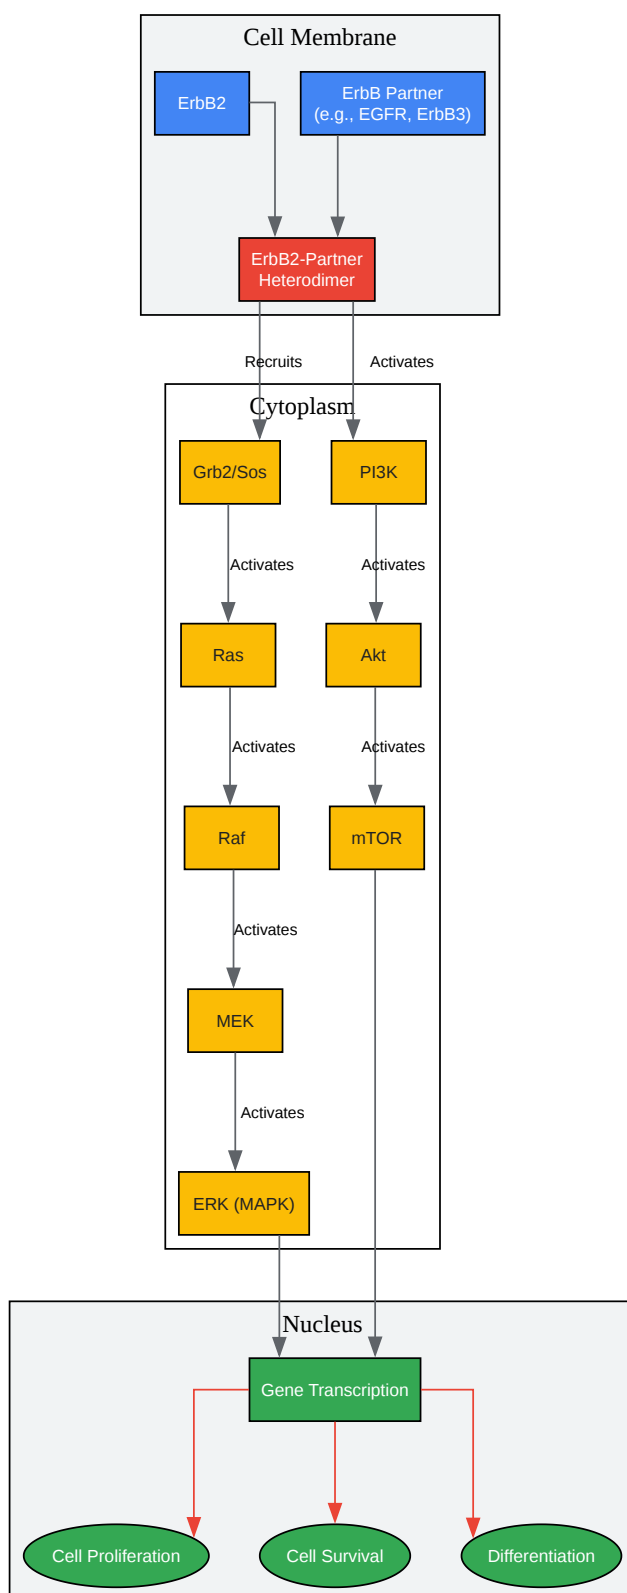 Cell Membrane
ErbB2
ErbB Partner
(e.g., EGFR, ErbB3)
ErbB2-Partner
Heterodimer
Recruits
Activates
Cytoplasm
Grb2/Sos
PI3K
Activates
Activates
Ras
Akt
Activates
Activates
Raf
mTOR
Activates
MEK
Activates
ERK (MAPK)
Nucleus
Gene Transcription
Cell Proliferation
Cell Survival
Differentiation